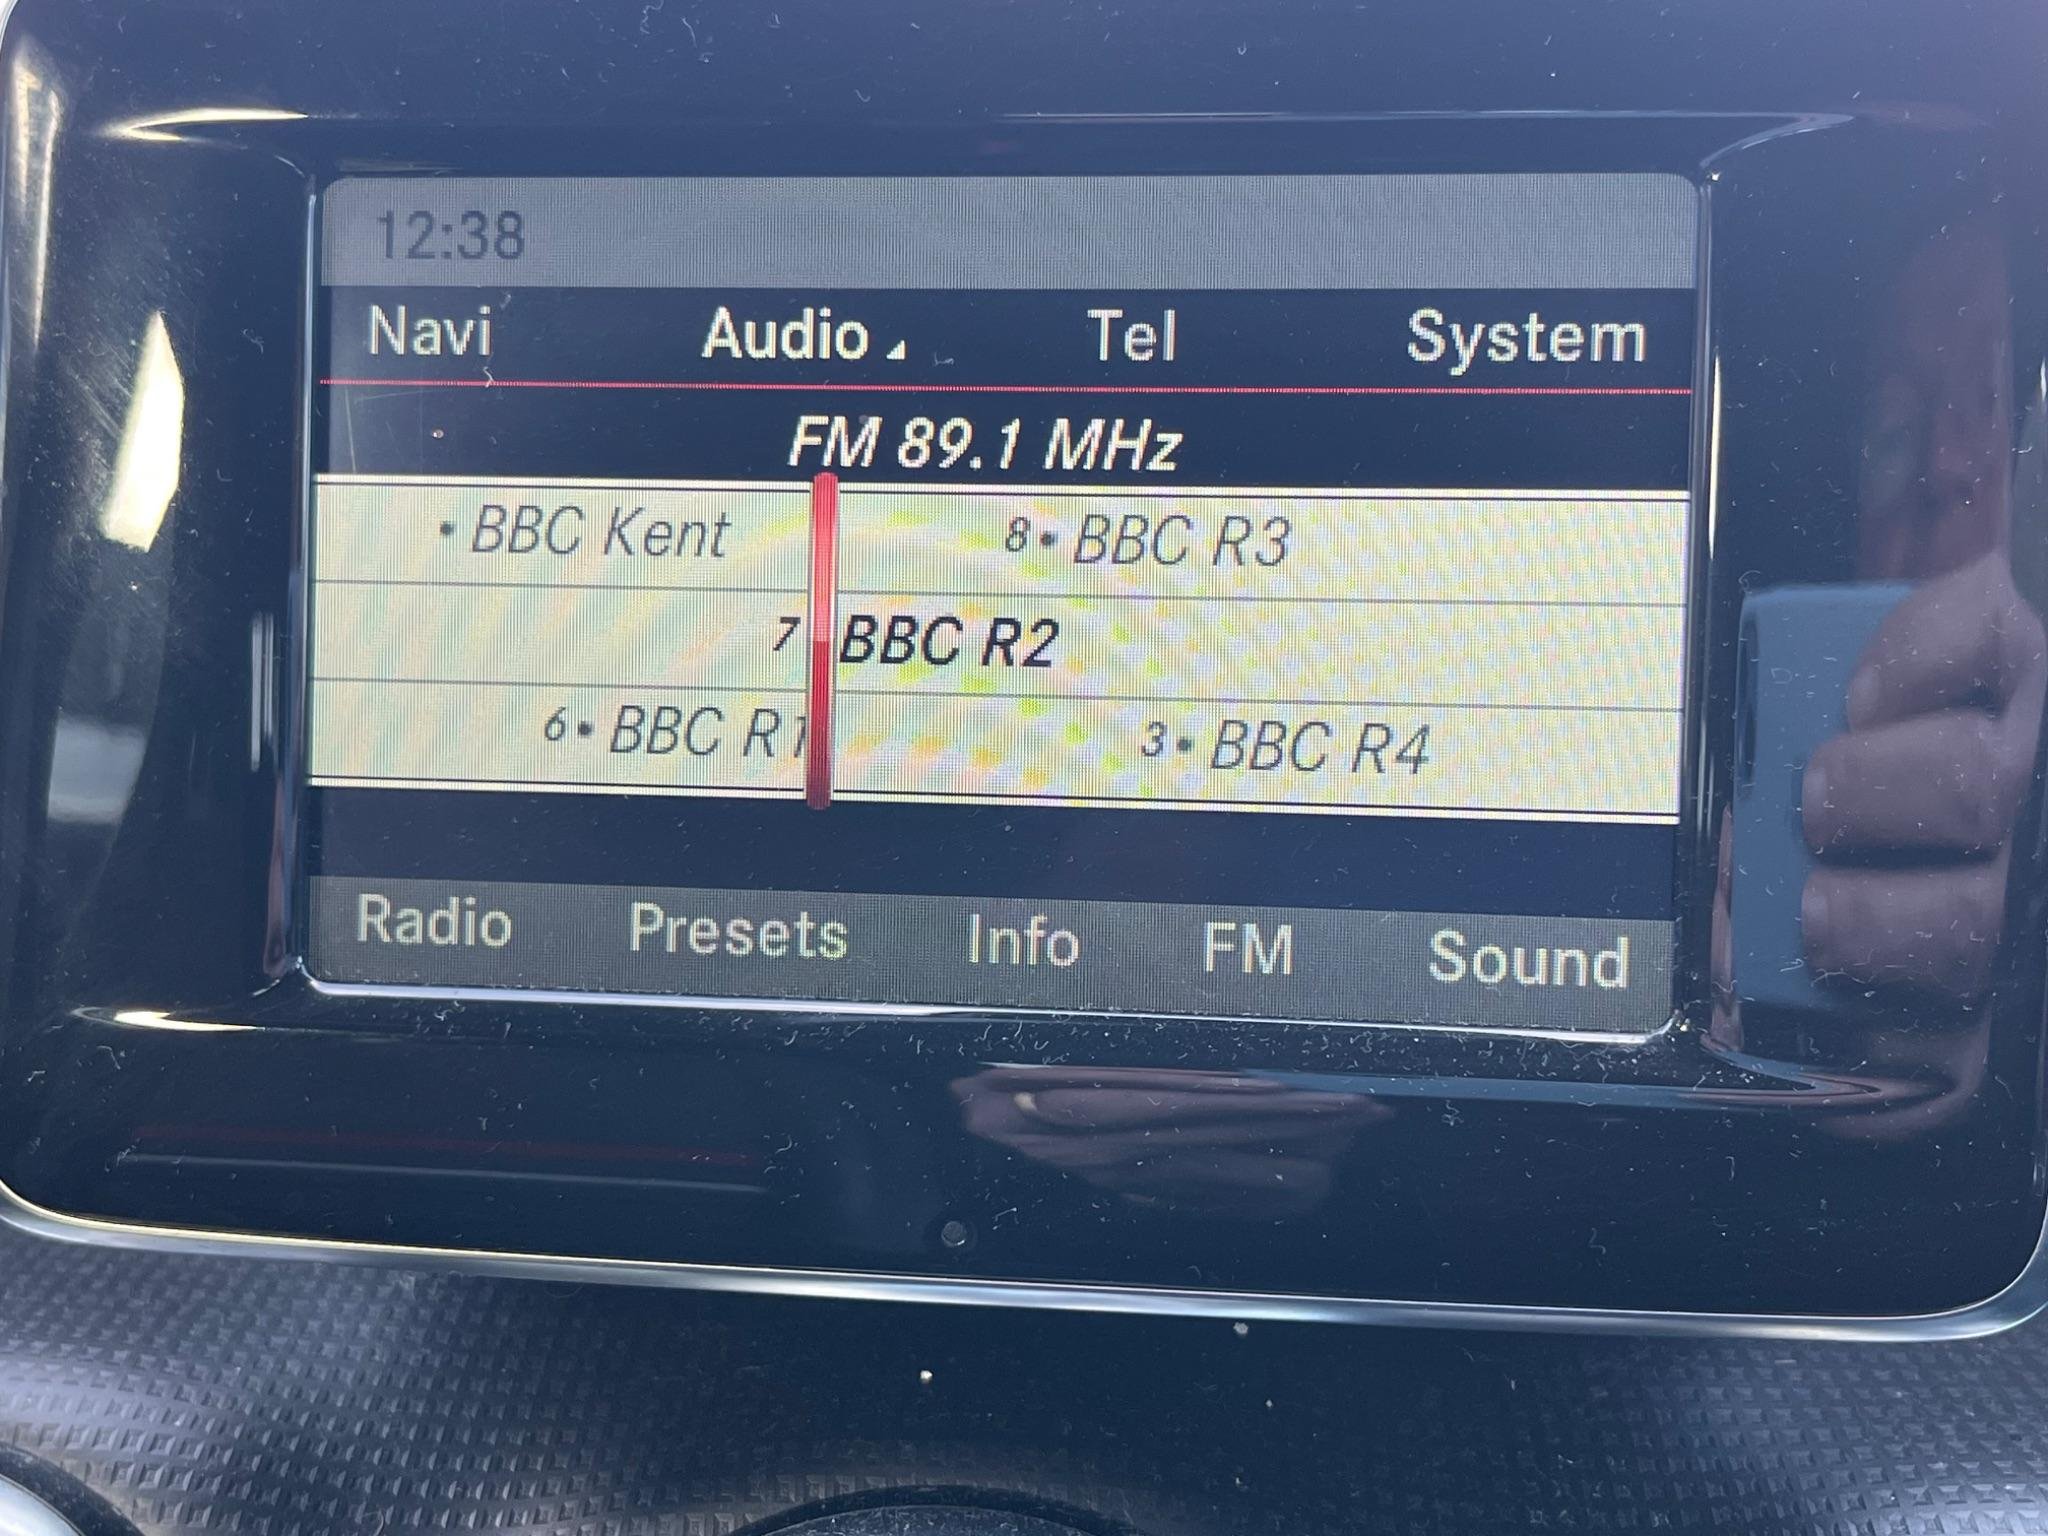 12:38
Navi Audio Tel System
FM 89.1 MHz
• BBC Kent 8• BBC R3
7 BBC R2
6• BBC R1 3• BBC R4
Radio Presets Info FM Sound